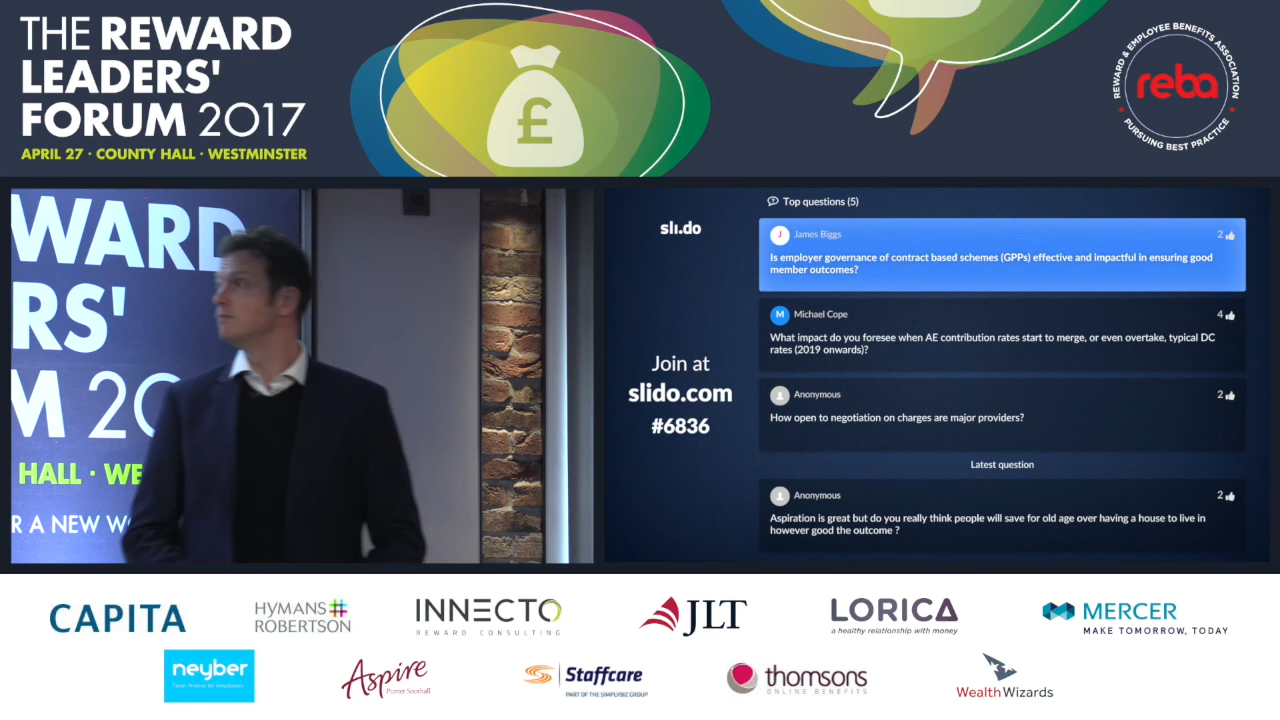 THE REWARD
LEADERS'
FORUM 2017
APRIL 27 · COUNTY HALL · WESTMINSTER
£
REWARD & EMPLOYEE BENEFITS ASSOCIATION
reba
PURSUING BEST PRACTICE
WARD
RS'
M 20
HALL · WE
R A NEW W
sli.do
Join at
slido.com
#6836
Top questions (5)
J James Biggs 2
Is employer governance of contract based schemes (GPPs) effective and impactful in ensuring good
member outcomes?
M Michael Cope 4
What impact do you foresee when AE contribution rates start to merge, or even overtake, typical DC
rates (2019 onwards)?
Anonymous 2
How open to negotiation on charges are major providers?
Latest question
Anonymous 2
Aspiration is great but do you really think people will save for old age over having a house to live in
however good the outcome ?
CAPITA
HYMANS
ROBERTSON
INNECTO
REWARD CONSULTING
JLT
LORICA
a healthy relationship with money
MERCER
MAKE TOMORROW, TODAY
neyber
Fairer finance for employees
Aspire
Punter Southall
Staffcare
PART OF THE SIMPLYBIZ GROUP
thomsons
ONLINE BENEFITS
WealthWizards